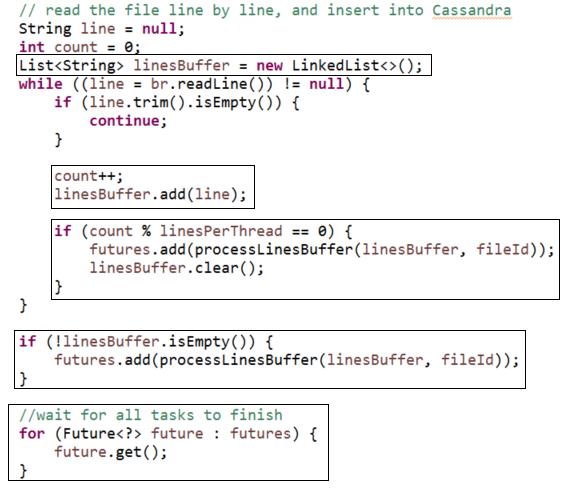 // read the file line by line, and insert into Cassandra
String line = null;
int count = 0;
List<String> linesBuffer = new LinkedList<>();
while ((line = br.readLine()) != null) {
    if (line.trim().isEmpty()) {
        continue;
    }
    count++;
    linesBuffer.add(line);
    if (count % linesPerThread == 0) {
        futures.add(processLinesBuffer(linesBuffer, fileId));
        linesBuffer.clear();
    }
}
if (!linesBuffer.isEmpty()) {
    futures.add(processLinesBuffer(linesBuffer, fileId));
}
//wait for all tasks to finish
for (Future<?> future : futures) {
    future.get();
}